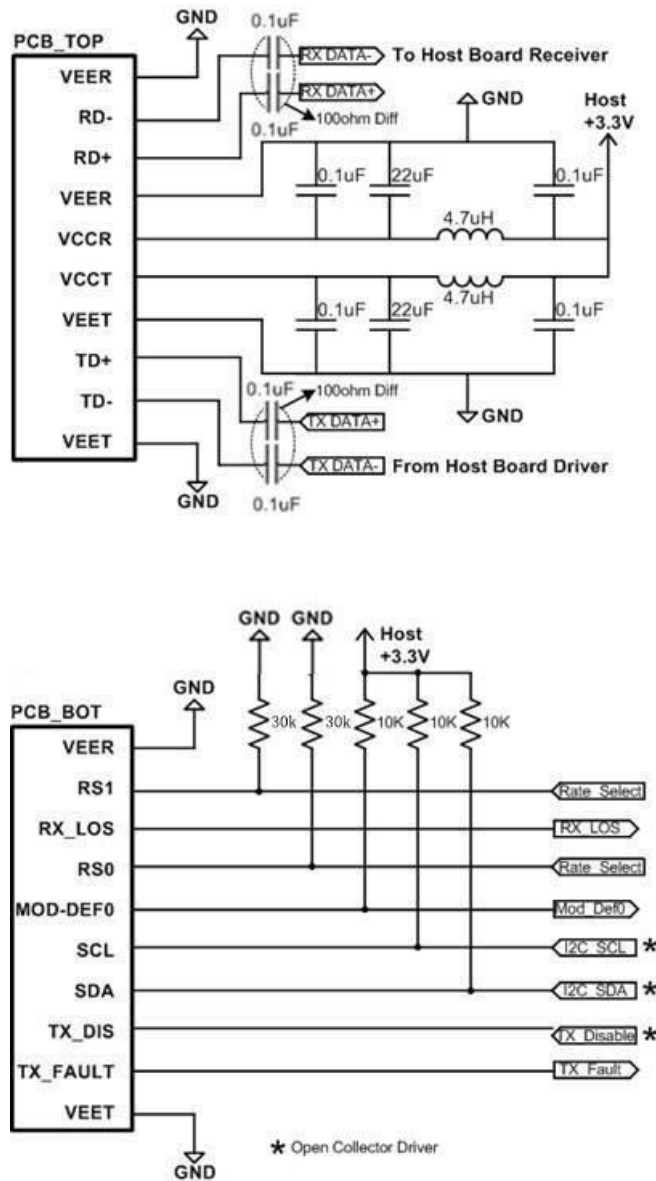 GND
0.1uF
PCB_TOP
VEER
RX DATA-
To Host Board Receiver
RD-
RX DATA+
GND
Host
+3.3V
100ohm Diff
0.1uF
RD+
VEER
0.1uF
22uF
0.1uF
4.7uH
VCCR
VCCT
4.7uH
0.1uF
22uF
0.1uF
VEET
TD+
0.1uF
100ohm Diff
TD-
TX DATA+
GND
VEET
TX DATA-
From Host Board Driver
GND
0.1uF
GND
GND
Host
+3.3V
GND
PCB_BOT
30k
30k
10K
10K
10K
VEER
RS1
Rate_Select
RX_LOS
RX_LOS
RS0
Rate_Select
MOD-DEF0
Mod_Def0
SCL
I2C_SCL *
SDA
I2C_SDA *
TX_DIS
TX_Disable *
TX_FAULT
TX_Fault
VEET
* Open Collector Driver
GND